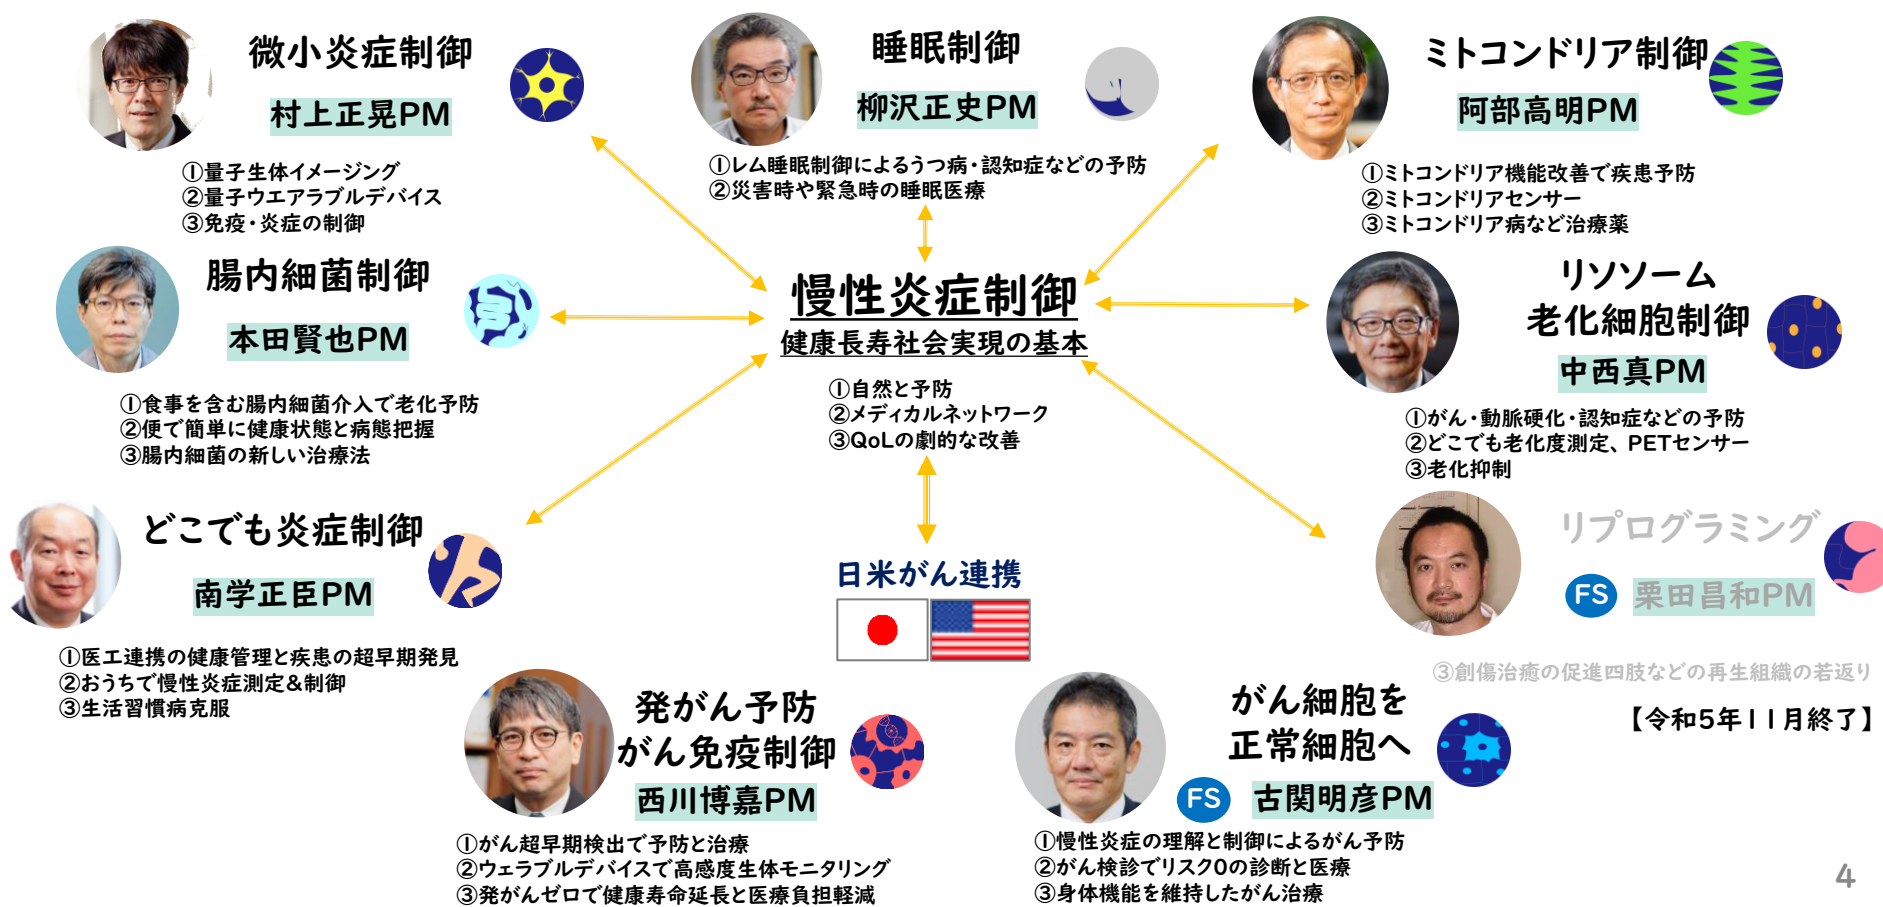 微小炎症制御
村上正晃PM
①量子生体イメージング
②量子ウエアラブルデバイス
③免疫・炎症の制御
睡眠制御
柳沢正史PM
①レム睡眠制御によるうつ病・認知症などの予防
②災害時や緊急時の睡眠医療
ミトコンドリア制御
阿部高明PM
①ミトコンドリア機能改善で疾患予防
②ミトコンドリアセンサー
③ミトコンドリア病など治療薬
腸内細菌制御
本田賢也PM
①食事を含む腸内細菌介入で老化予防
②便で簡単に健康状態と病態把握
③腸内細菌の新しい治療法
慢性炎症制御
健康長寿社会実現の基本
①自然と予防
②メディカルネットワーク
③QoLの劇的な改善
リソソーム
老化細胞制御
中西真PM
①がん・動脈硬化・認知症などの予防
②どこでも老化度測定、PETセンサー
③老化抑制
どこでも炎症制御
南学正臣PM
①医工連携の健康管理と疾患の超早期発見
②おうちで慢性炎症測定&制御
③生活習慣病克服
日米がん連携
リプログラミング
FS 栗田昌和PM
③創傷治癒の促進四肢などの再生組織の若返り
【令和5年11月終了】
発がん予防
がん免疫制御
西川博嘉PM
①がん超早期検出で予防と治療
②ウェラブルデバイスで高感度生体モニタリング
③発がんゼロで健康寿命延長と医療負担軽減
がん細胞を
正常細胞へ
FS 古関明彦PM
①慢性炎症の理解と制御によるがん予防
②がん検診でリスク0の診断と医療
③身体機能を維持したがん治療
4